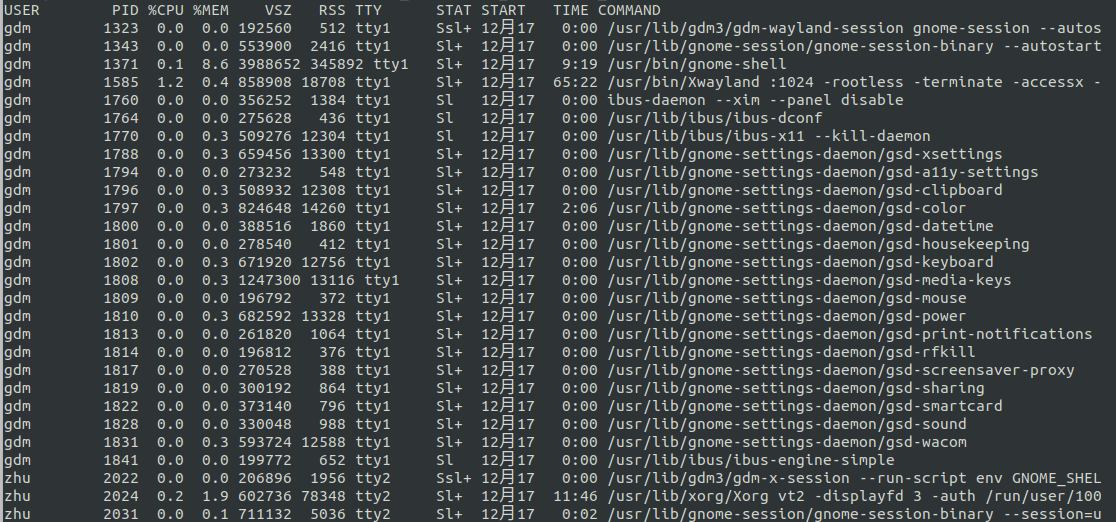 USER PID %CPU %MEM VSZ RSS TTY STAT START TIME COMMAND
gdm 1323 0.0 0.0 192560 512 tty1 Ssl+ 12月17 0:00 /usr/lib/gdm3/gdm-wayland-session gnome-session --autos
gdm 1343 0.0 0.0 553900 2416 tty1 Sl+ 12月17 0:00 /usr/lib/gnome-session/gnome-session-binary --autostart
gdm 1371 0.1 8.6 3988652 345892 tty1 Sl+ 12月17 9:19 /usr/bin/gnome-shell
gdm 1585 1.2 0.4 858908 18708 tty1 Sl+ 12月17 65:22 /usr/bin/Xwayland :1024 -rootless -terminate -accessx -
gdm 1760 0.0 0.0 356252 1384 tty1 Sl 12月17 0:00 ibus-daemon --xim --panel disable
gdm 1764 0.0 0.0 275628 436 tty1 Sl 12月17 0:00 /usr/lib/ibus/ibus-dconf
gdm 1770 0.0 0.3 509276 12304 tty1 Sl 12月17 0:00 /usr/lib/ibus/ibus-x11 --kill-daemon
gdm 1788 0.0 0.3 659456 13300 tty1 Sl+ 12月17 0:00 /usr/lib/gnome-settings-daemon/gsd-xsettings
gdm 1794 0.0 0.0 273232 548 tty1 Sl+ 12月17 0:00 /usr/lib/gnome-settings-daemon/gsd-a11y-settings
gdm 1796 0.0 0.3 508932 12308 tty1 Sl+ 12月17 0:00 /usr/lib/gnome-settings-daemon/gsd-clipboard
gdm 1797 0.0 0.3 824648 14260 tty1 Sl+ 12月17 2:06 /usr/lib/gnome-settings-daemon/gsd-color
gdm 1800 0.0 0.0 388516 1860 tty1 Sl+ 12月17 0:00 /usr/lib/gnome-settings-daemon/gsd-datetime
gdm 1801 0.0 0.0 278540 412 tty1 Sl+ 12月17 0:00 /usr/lib/gnome-settings-daemon/gsd-housekeeping
gdm 1802 0.0 0.3 671920 12756 tty1 Sl+ 12月17 0:00 /usr/lib/gnome-settings-daemon/gsd-keyboard
gdm 1808 0.0 0.3 1247300 13116 tty1 Sl+ 12月17 0:00 /usr/lib/gnome-settings-daemon/gsd-media-keys
gdm 1809 0.0 0.0 196792 372 tty1 Sl+ 12月17 0:00 /usr/lib/gnome-settings-daemon/gsd-mouse
gdm 1810 0.0 0.3 682592 13328 tty1 Sl+ 12月17 0:00 /usr/lib/gnome-settings-daemon/gsd-power
gdm 1813 0.0 0.0 261820 1064 tty1 Sl+ 12月17 0:00 /usr/lib/gnome-settings-daemon/gsd-print-notifications
gdm 1814 0.0 0.0 196812 376 tty1 Sl+ 12月17 0:00 /usr/lib/gnome-settings-daemon/gsd-rfkill
gdm 1817 0.0 0.0 270528 388 tty1 Sl+ 12月17 0:00 /usr/lib/gnome-settings-daemon/gsd-screensaver-proxy
gdm 1819 0.0 0.0 300192 864 tty1 Sl+ 12月17 0:00 /usr/lib/gnome-settings-daemon/gsd-sharing
gdm 1822 0.0 0.0 373140 796 tty1 Sl+ 12月17 0:00 /usr/lib/gnome-settings-daemon/gsd-smartcard
gdm 1828 0.0 0.0 330048 988 tty1 Sl+ 12月17 0:00 /usr/lib/gnome-settings-daemon/gsd-sound
gdm 1831 0.0 0.3 593724 12588 tty1 Sl+ 12月17 0:00 /usr/lib/gnome-settings-daemon/gsd-wacom
gdm 1841 0.0 0.0 199772 652 tty1 Sl 12月17 0:00 /usr/lib/ibus/ibus-engine-simple
zhu 2022 0.0 0.0 206896 1956 tty2 Ssl+ 12月17 0:00 /usr/lib/gdm3/gdm-x-session --run-script env GNOME_SHEL
zhu 2024 0.2 1.9 602736 78348 tty2 Sl+ 12月17 11:46 /usr/lib/xorg/Xorg vt2 -displayfd 3 -auth /run/user/100
zhu 2031 0.0 0.1 711132 5036 tty2 Sl+ 12月17 0:02 /usr/lib/gnome-session/gnome-session-binary --session=u